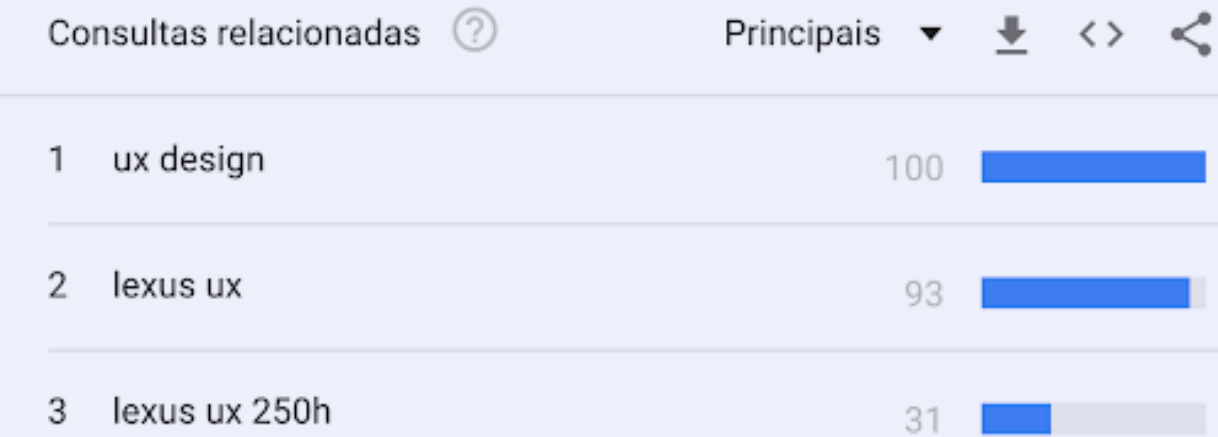 Consultas relacionadas ? Principais
1 ux design 100
2 lexus ux 93
3 lexus ux 250h 31